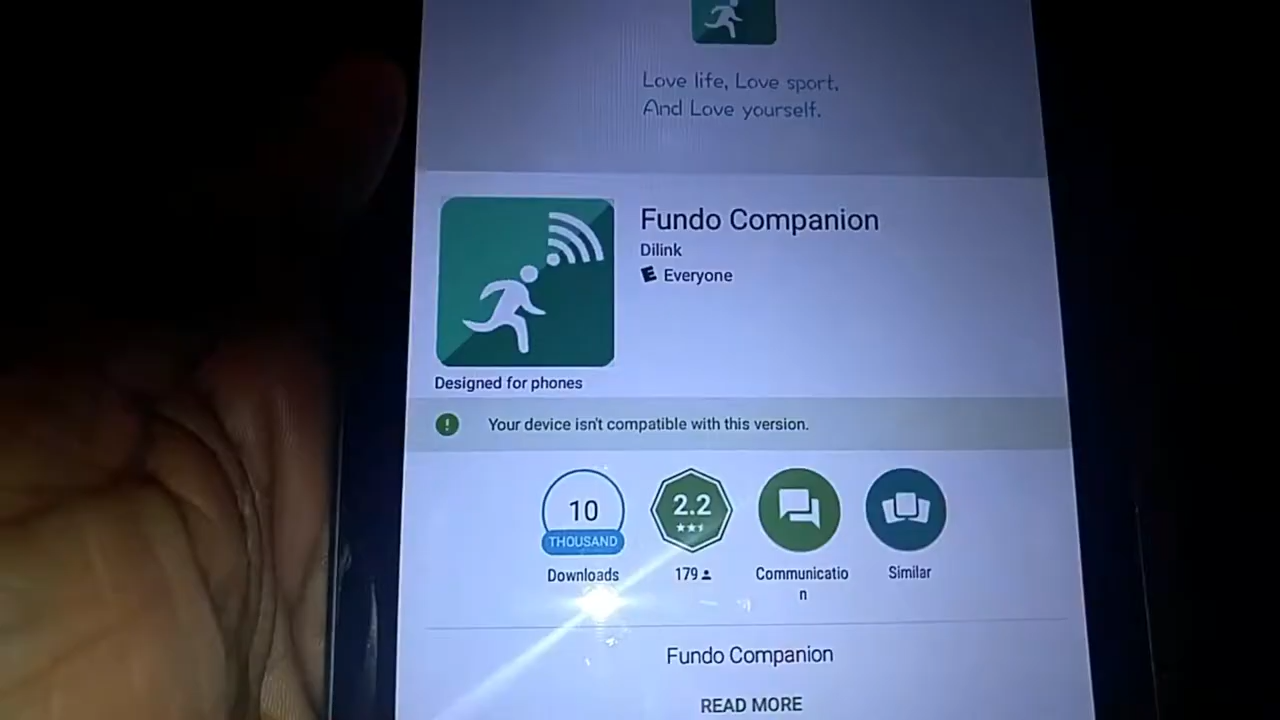 Love life, Love sport,
And Love yourself.
Fundo Companion
Dilink
E Everyone
Designed for phones
Your device isn't compatible with this version.
10
THOUSAND
Downloads
2.2
179
Communicatio
n
Similar
Fundo Companion
READ MORE